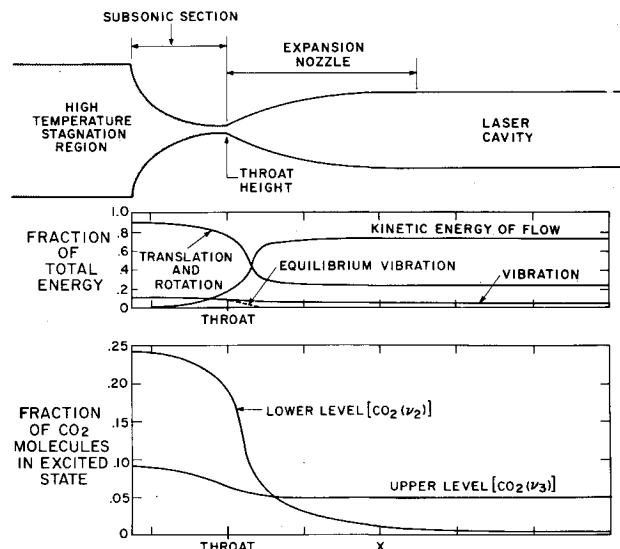 SUBSONIC SECTION
EXPANSION
NOZZLE
HIGH
TEMPERATURE
STAGNATION
REGION
LASER
CAVITY
THROAT
HEIGHT
FRACTION
OF
TOTAL
ENERGY
1.0
.8
.6
.4
.2
0
KINETIC ENERGY OF FLOW
TRANSLATION
AND
ROTATION
EQUILIBRIUM VIBRATION
VIBRATION
THROAT
FRACTION
OF CO2
MOLECULES
IN EXCITED
STATE
.25
.20
0.15
0.10
.05
0
LOWER LEVEL [CO2(ν2)]
UPPER LEVEL [CO2(ν3)]
THROAT
X